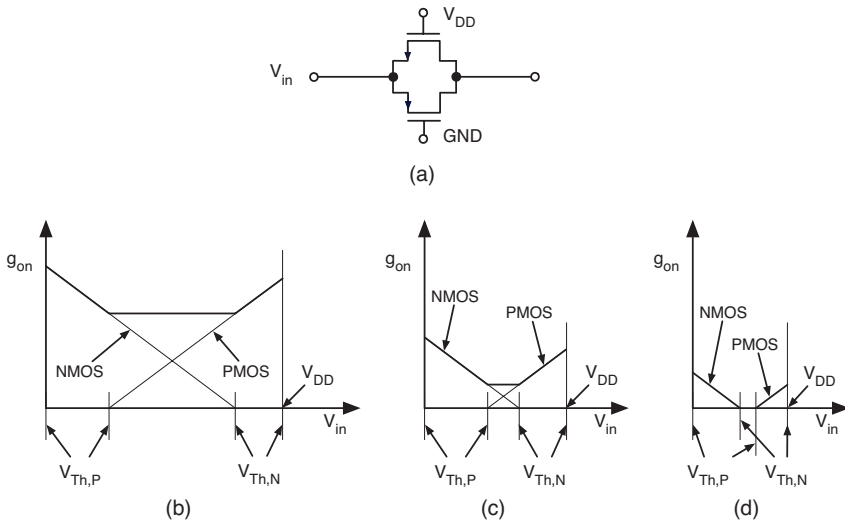 V_DD
V_in
GND
(a)
g_on
NMOS
PMOS
V_DD
V_in
V_Th,P
V_Th,N
(b)
g_on
NMOS
PMOS
V_DD
V_in
V_Th,P
V_Th,N
(c)
g_on
NMOS
PMOS
V_DD
V_in
V_Th,P
V_Th,N
(d)